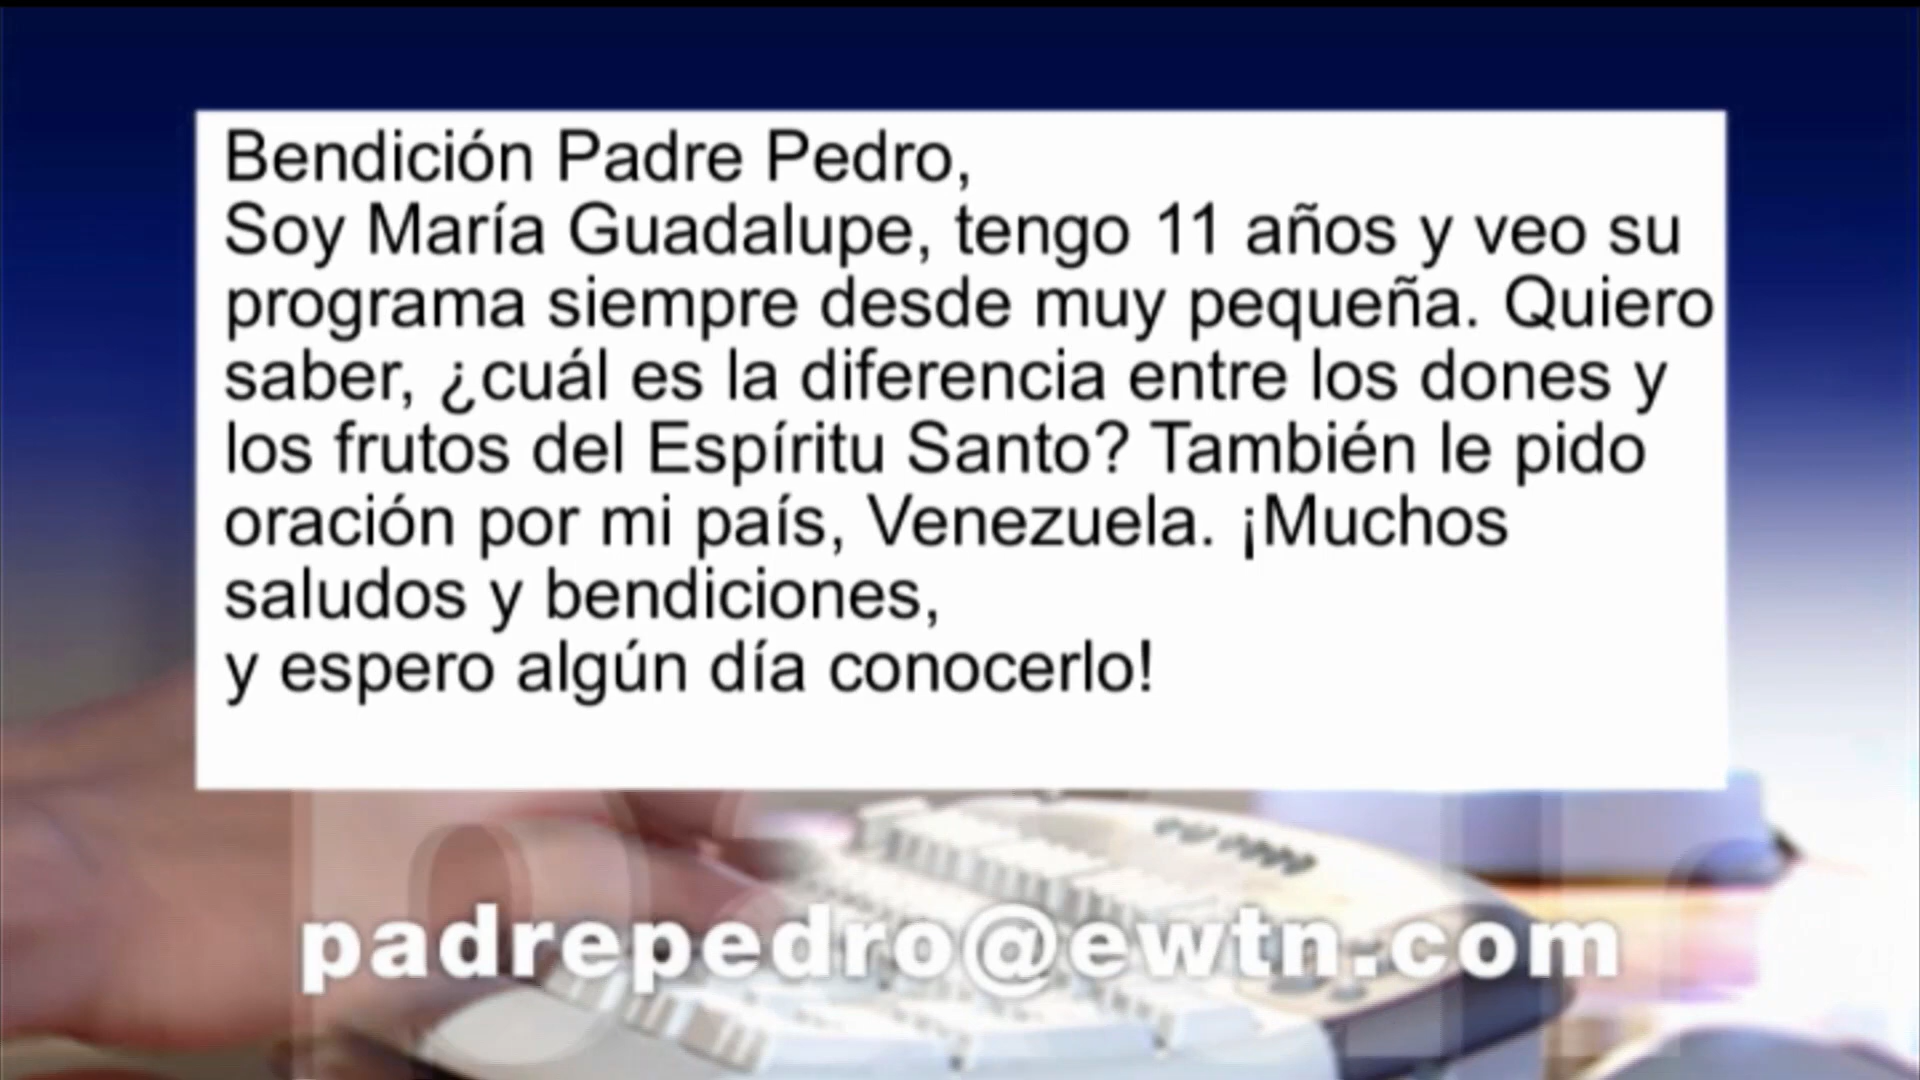 Bendición Padre Pedro,
Soy María Guadalupe, tengo 11 años y veo su
programa siempre desde muy pequeña. Quiero
saber, ¿cuál es la diferencia entre los dones y
los frutos del Espíritu Santo? También le pido
oración por mi país, Venezuela. ¡Muchos
saludos y bendiciones,
y espero algún día conocerlo!
padrepedro@ewtn.com